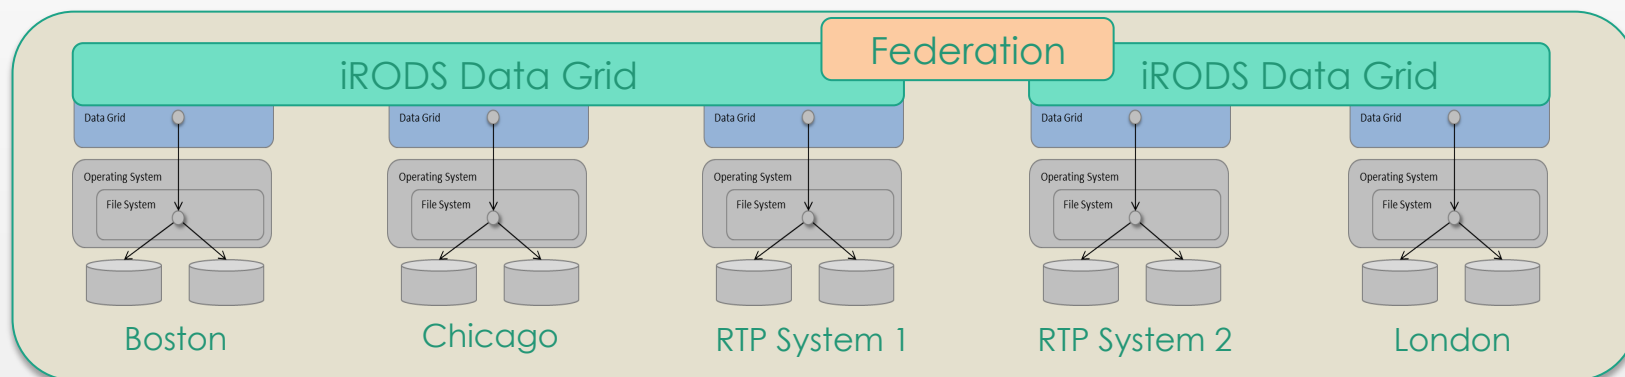 Federation
iRODS Data Grid
iRODS Data Grid
Data Grid
Data Grid
Data Grid
Data Grid
Data Grid
Operating System
Operating System
Operating System
Operating System
Operating System
File System
File System
File System
File System
File System
Boston
Chicago
RTP System 1
RTP System 2
London